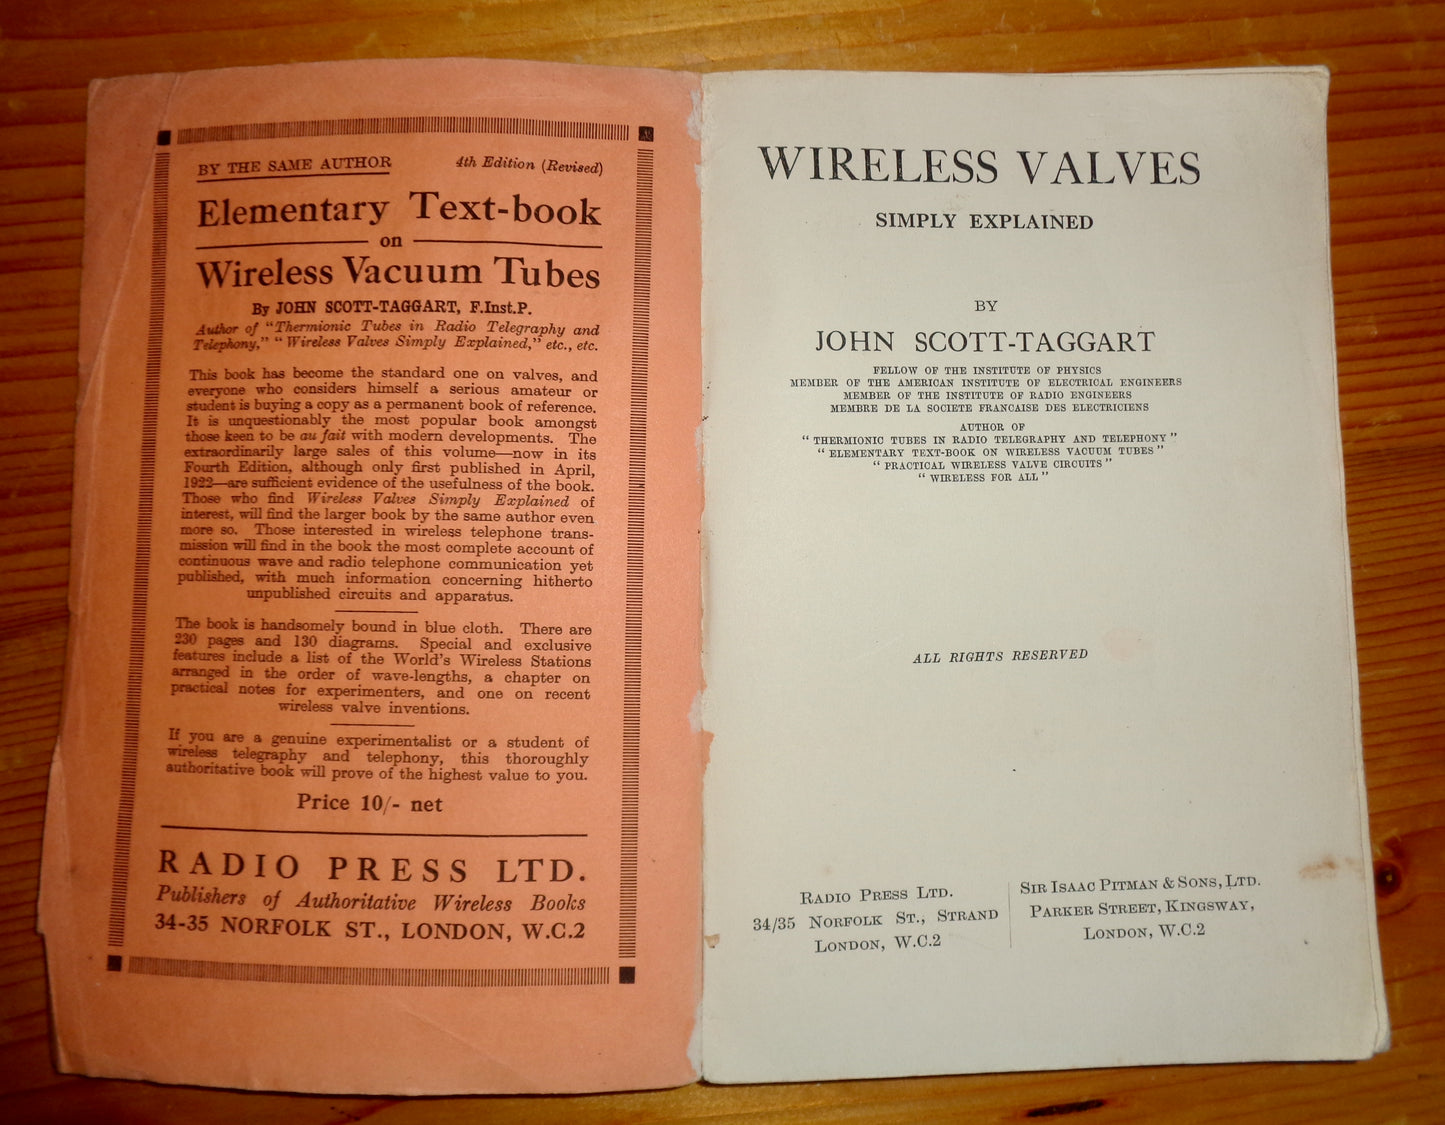 BY THE SAME AUTHOR 4th Edition (Revised)
Elementary Text-book
on
Wireless Vacuum Tubes
By JOHN SCOTT-TAGGART, F.Inst.P.
Author of "Thermionic Tubes in Radio Telegraphy and
Telephony," "Wireless Valves Simply Explained," etc., etc.
This book has become the standard one on valves, and
everyone who considers himself a serious amateur or
student is buying a copy as a permanent book of reference.
It is unquestionably the most popular book amongst
those keen to be au fait with modern developments. The
extraordinarily large sales of this volume—now in its
Fourth Edition, although only first published in April,
1922—are sufficient evidence of the usefulness of the book.
Those who find Wireless Valves Simply Explained of
interest, will find the larger book by the same author even
more so. Those interested in wireless telephone trans-
mission will find in the book the most complete account of
continuous wave and radio telephone communication yet
published, with much information concerning hitherto
unpublished circuits and apparatus.
The book is handsomely bound in blue cloth. There are
230 pages and 130 diagrams. Special and exclusive
features include a list of the World's Wireless Stations
arranged in the order of wave-lengths, a chapter on
practical notes for experimenters, and one on recent
wireless valve inventions.
If you are a genuine experimentalist or a student of
wireless telegraphy and telephony, this thoroughly
authoritative book will prove of the highest value to you.
Price 10/- net
RADIO PRESS LTD.
Publishers of Authoritative Wireless Books
34-35 NORFOLK ST., LONDON, W.C.2
WIRELESS VALVES
SIMPLY EXPLAINED
BY
JOHN SCOTT-TAGGART
FELLOW OF THE INSTITUTE OF PHYSICS
MEMBER OF THE AMERICAN INSTITUTE OF ELECTRICAL ENGINEERS
MEMBER OF THE INSTITUTE OF RADIO ENGINEERS
MEMBRE DE LA SOCIETE FRANCAISE DES ELECTRICIENS
AUTHOR OF
"THERMIONIC TUBES IN RADIO TELEGRAPHY AND TELEPHONY"
"ELEMENTARY TEXT-BOOK ON WIRELESS VACUUM TUBES"
"PRACTICAL WIRELESS VALVE CIRCUITS"
"WIRELESS FOR ALL"
ALL RIGHTS RESERVED
RADIO PRESS LTD.
34/35 NORFOLK ST., STRAND
LONDON, W.C.2
SIR ISAAC PITMAN & SONS, LTD.
PARKER STREET, KINGSWAY,
LONDON, W.C.2